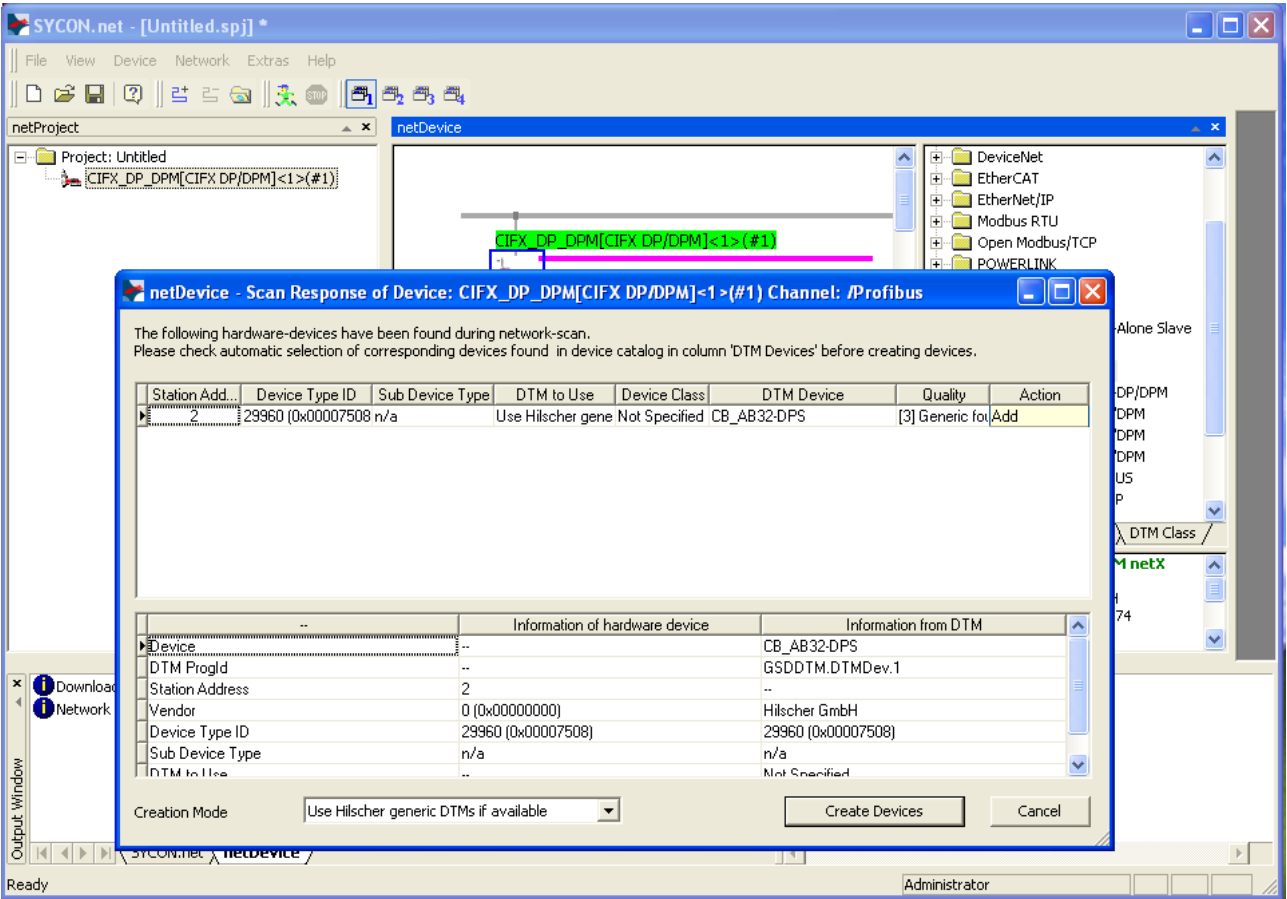 SYCON.net - [Untitled.spj] *
File View Device Network Extras Help
STOP 1 2 3 4
netProject
netDevice
Project: Untitled
CIFX_DP_DPM[CIFX DP/DPM]<1>(#1)
CIFX_DP_DPM[CIFX DP/DPM]<1>(#1)
DeviceNet
EtherCAT
EtherNet/IP
Modbus RTU
Open Modbus/TCP
POWERLINK
-Alone Slave
-DP/DPM
DPM
DPM
DPM
US
P
DTM Class
M netX
74
netDevice - Scan Response of Device: CIFX_DP_DPM[CIFX DP/DPM]<1>(#1) Channel: /Profibus
The following hardware-devices have been found during network-scan.
Please check automatic selection of corresponding devices found in device catalog in column 'DTM Devices' before creating devices.
Station Add... Device Type ID Sub Device Type DTM to Use Device Class DTM Device Quality Action
2 29960 (0x00007508 n/a Use Hilscher gene Not Specified CB_AB32-DPS [3] Generic fou Add
-- Information of hardware device Information from DTM
Device -- CB_AB32-DPS
DTM ProgId -- GSDDTM.DTMDev.1
Station Address 2 --
Vendor 0 (0x00000000) Hilscher GmbH
Device Type ID 29960 (0x00007508) 29960 (0x00007508)
Sub Device Type n/a n/a
DTM to Use -- Not Specified
Creation Mode Use Hilscher generic DTMs if available Create Devices Cancel
Download
Network
Output Window
SYCON.net netDevice
Ready Administrator